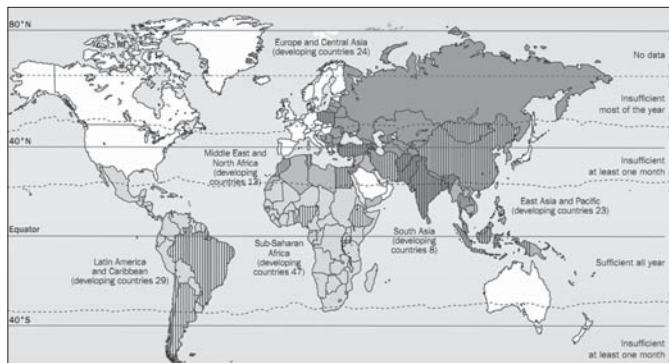 80°N
Europe and Central Asia
(developing countries 24)
No data
Insufficient
most of the year
40°N
Middle East and
North Africa
(developing
countries 13)
Insufficient
at least one month
East Asia and Pacific
(developing countries 23)
South Asia
(developing
countries 8)
Equator
Sub-Saharan
Africa
(developing
countries 47)
Latin America
and Caribbean
(developing countries 29)
Sufficient all year
40°S
Insufficient
at least one month